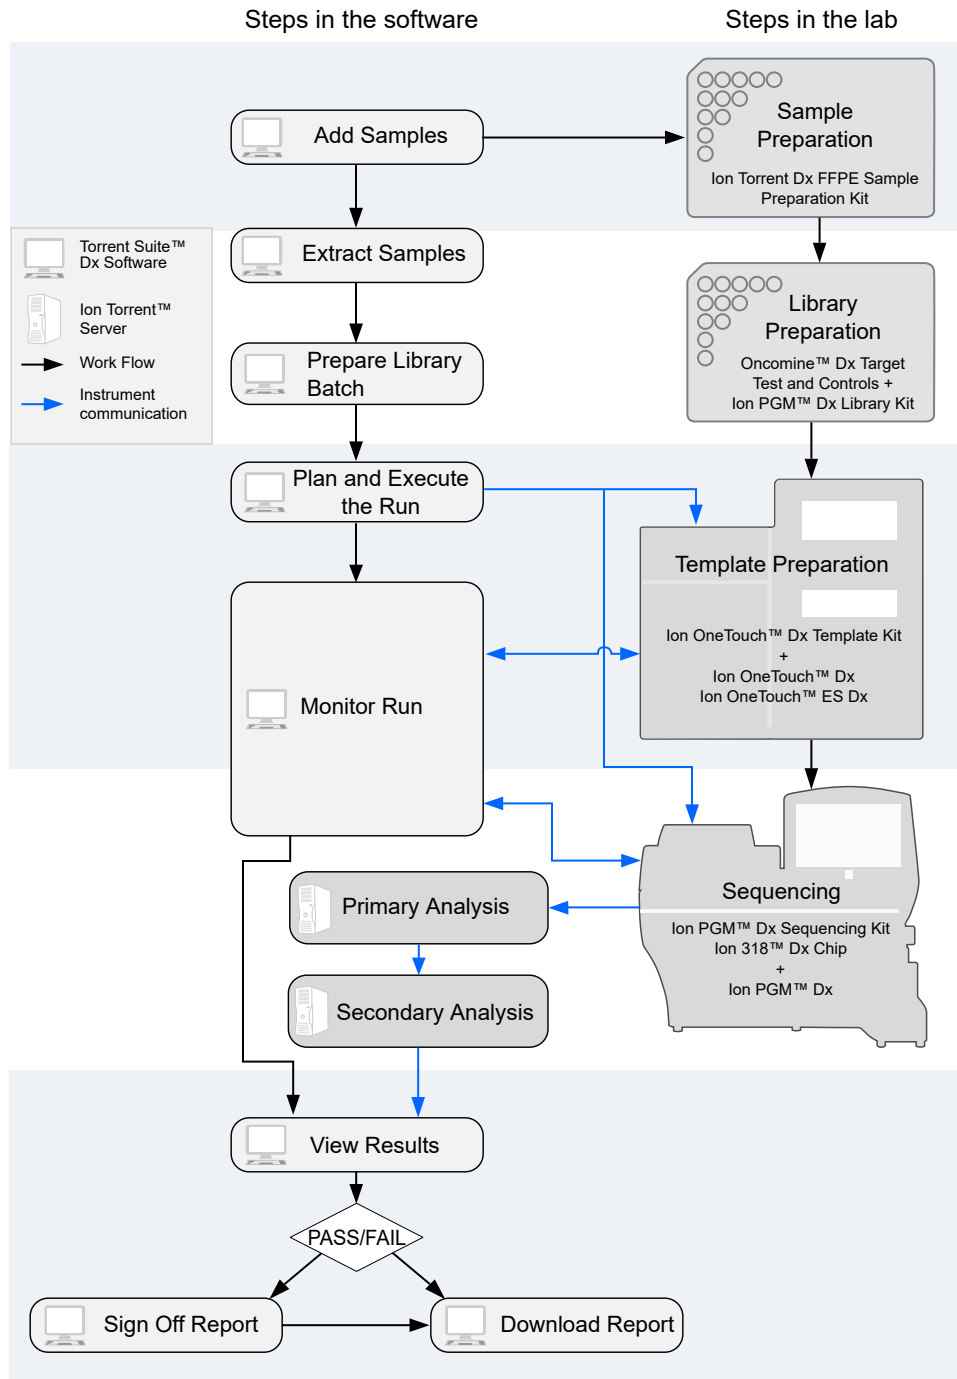 Steps in the software
Steps in the lab
Add Samples
Sample
Preparation
Ion Torrent Dx FFPE Sample
Preparation Kit
Torrent Suite™
Dx Software
Ion Torrent™
Server
Work Flow
Instrument
communication
Extract Samples
Library
Preparation
Oncomine™ Dx Target
Test and Controls +
Ion PGM™ Dx Library Kit
Prepare Library
Batch
Plan and Execute
the Run
Template Preparation
Ion OneTouch™ Dx Template Kit
+
Ion OneTouch™ Dx
Ion OneTouch™ ES Dx
Monitor Run
Sequencing
Ion PGM™ Dx Sequencing Kit
Ion 318™ Dx Chip
+
Ion PGM™ Dx
Primary Analysis
Secondary Analysis
View Results
PASS/FAIL
Sign Off Report
Download Report